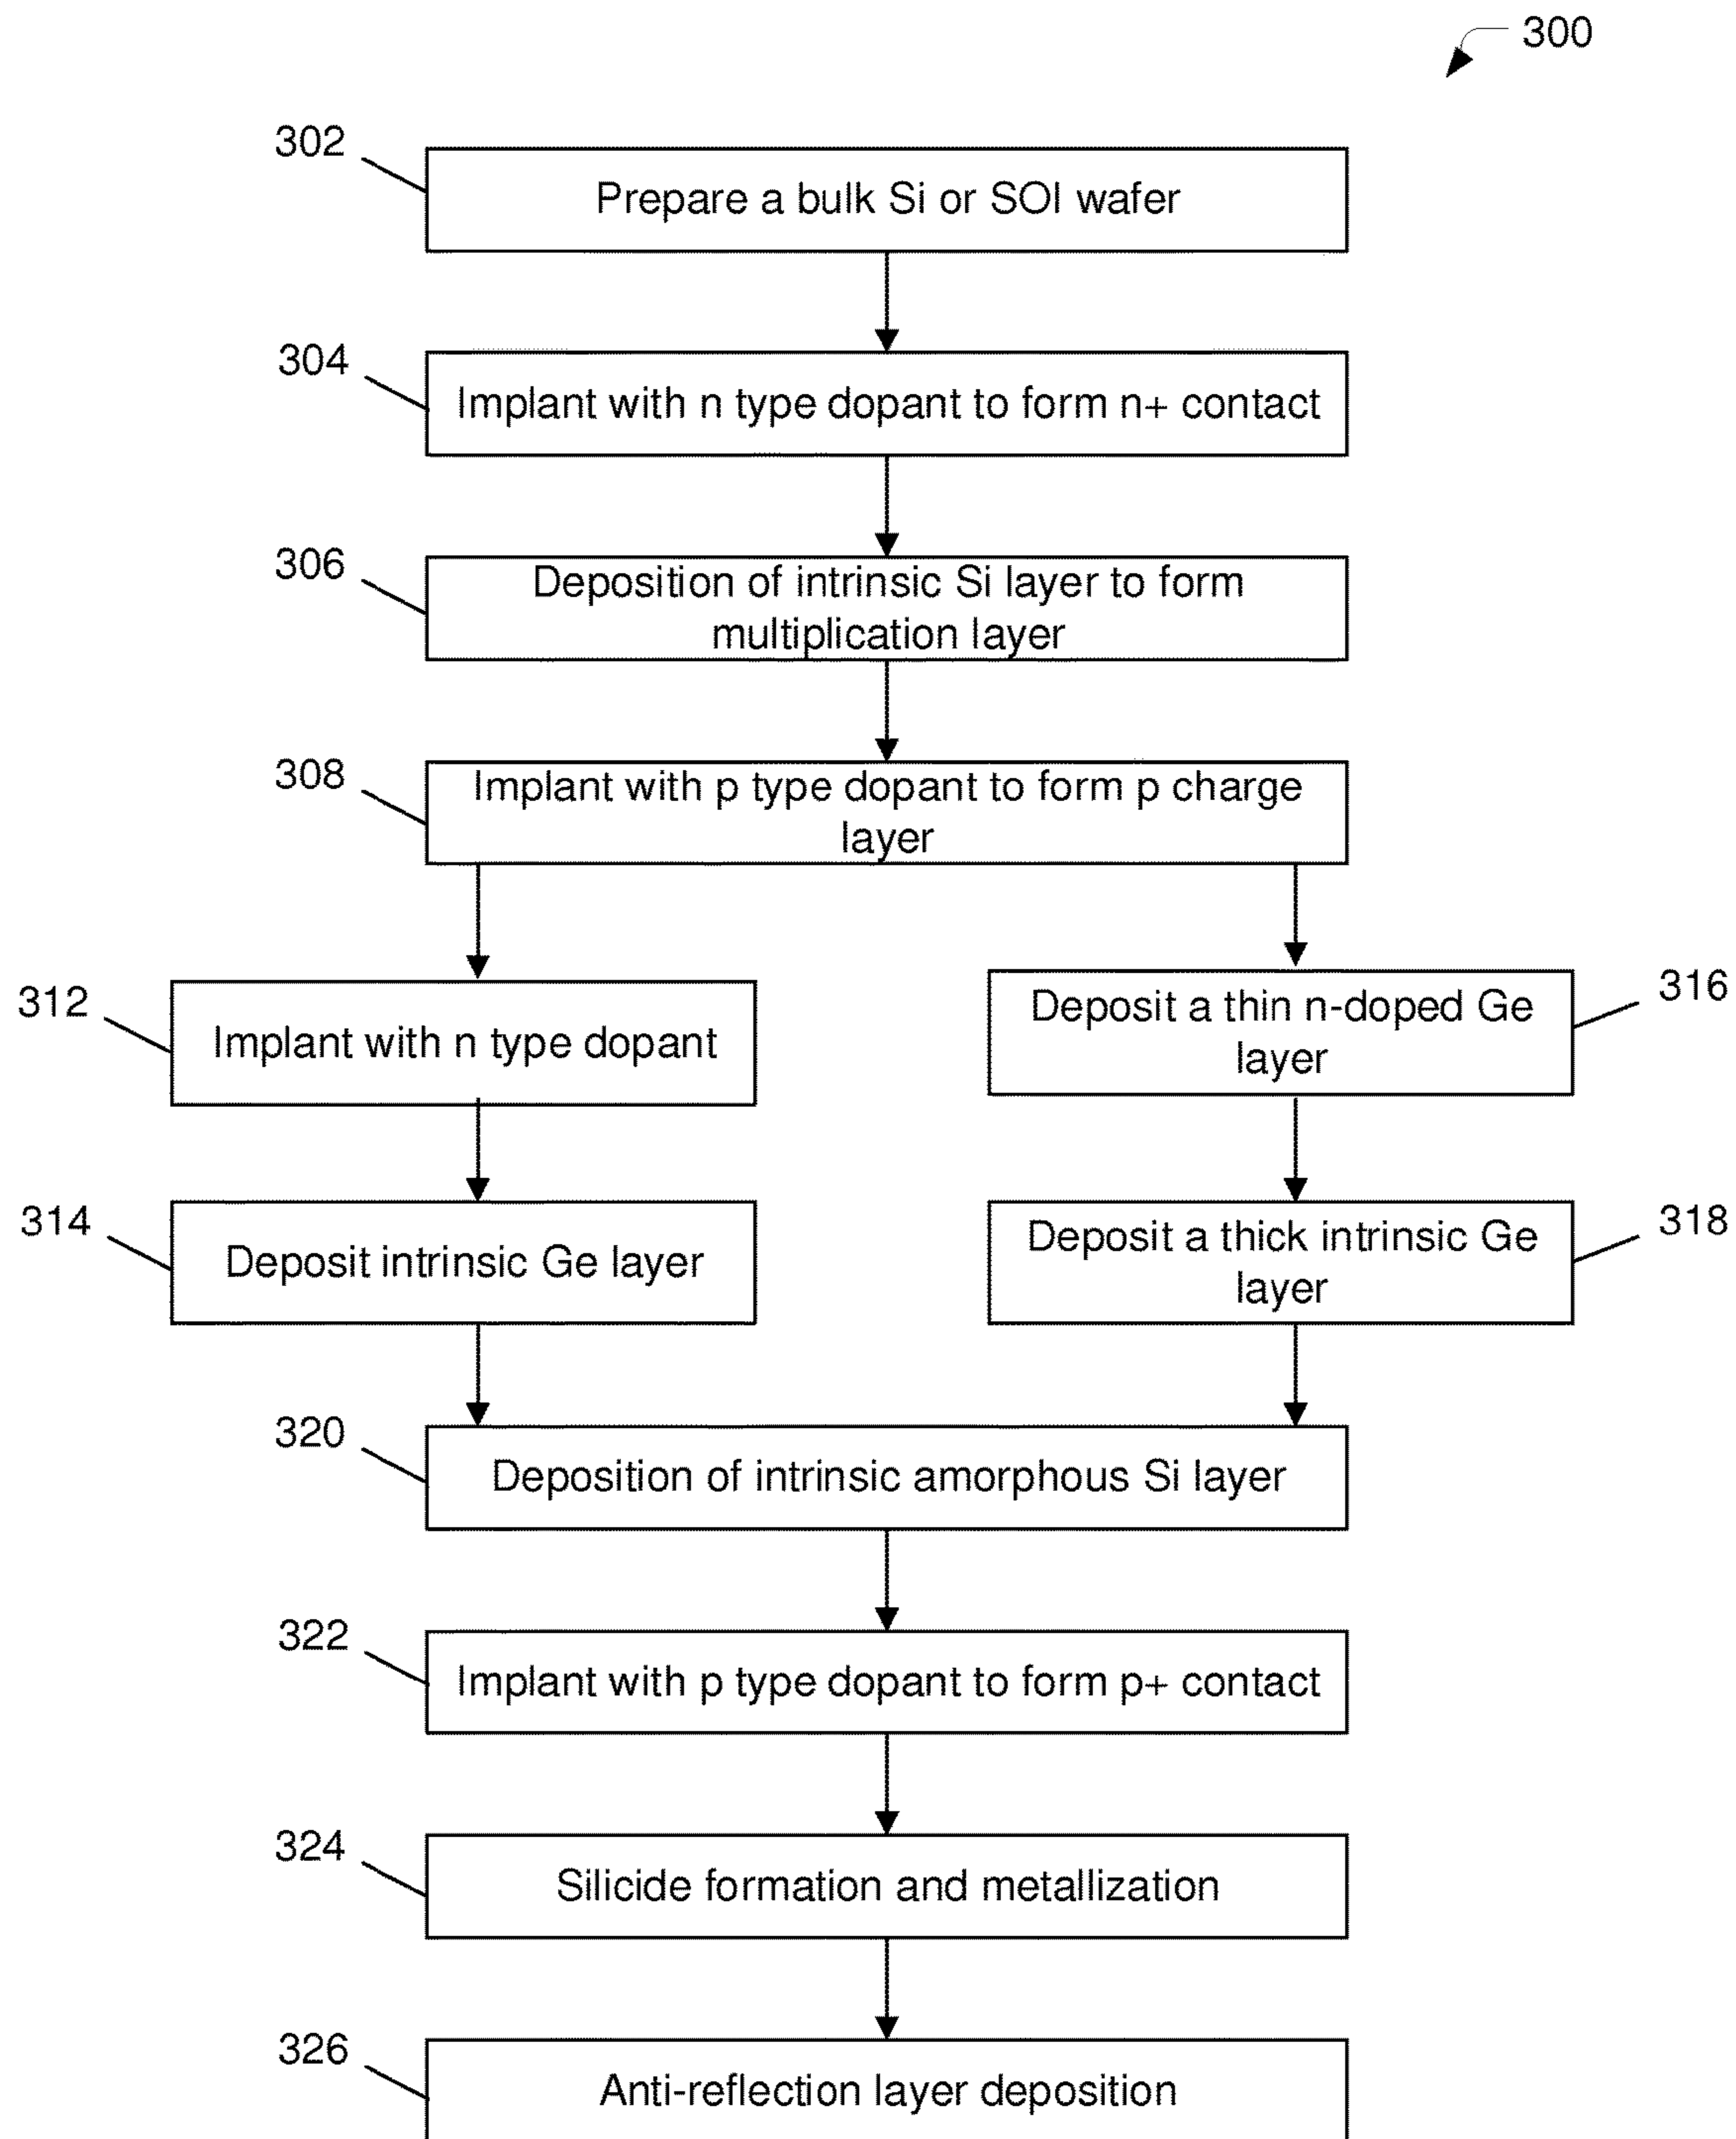 300
302
Prepare a bulk Si or SOI wafer
304
Implant with n type dopant to form n+ contact
306
Deposition of intrinsic Si layer to form
multiplication layer
308
Implant with p type dopant to form p charge
layer
312
Implant with n type dopant
316
Deposit a thin n-doped Ge
layer
314
Deposit intrinsic Ge layer
318
Deposit a thick intrinsic Ge
layer
320
Deposition of intrinsic amorphous Si layer
322
Implant with p type dopant to form p+ contact
324
Silicide formation and metallization
326
Anti-reflection layer deposition